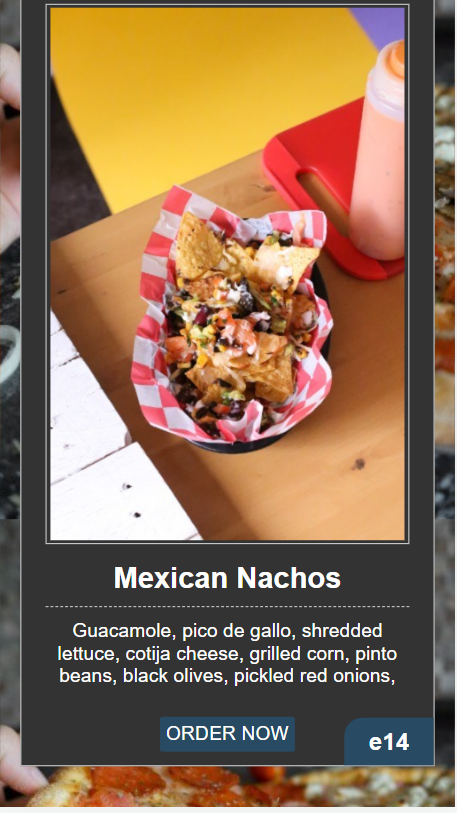 Mexican Nachos
Guacamole, pico de gallo, shredded
lettuce, cotija cheese, grilled corn, pinto
beans, black olives, pickled red onions,
ORDER NOW
e14